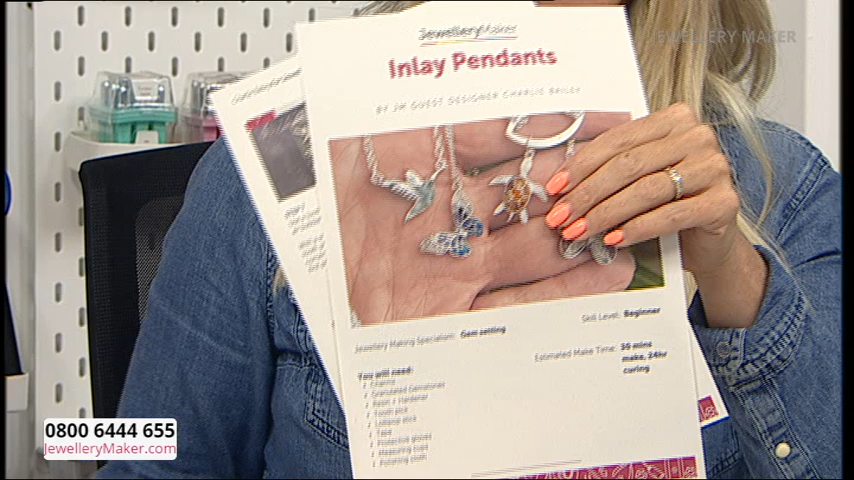 JEWELLERY MAKER
JewelleryMaker
Inlay Pendants
BY JM GUEST DESIGNER CHARLIE BAILEY
Skill Level: Beginner
Jewellery Making Specialism: Gem setting
Estimated Make Time: 30 mins
make, 24hr
curing
You will need:
Charms
Granulated Gemstones
Resin & Hardener
Tooth pick
Lollipop stick
Tape
Protective gloves
Measuring cups
Polishing cloth
0800 6444 655
JewelleryMaker.com